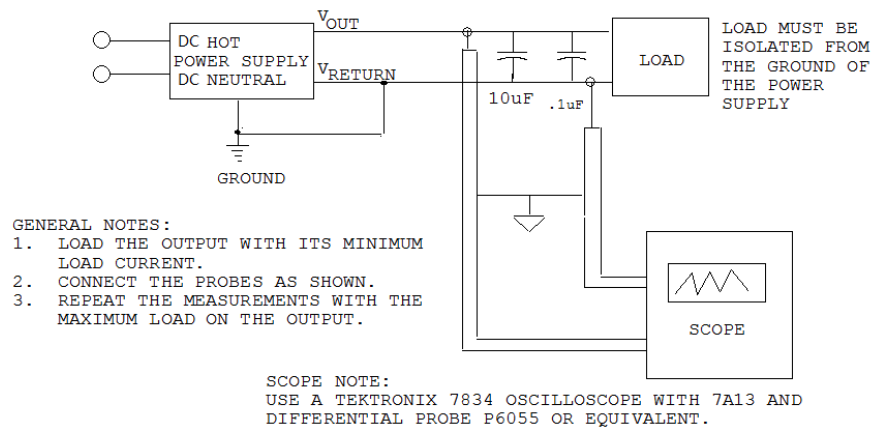 V OUT
DC HOT
POWER SUPPLY
DC NEUTRAL
V RETURN
LOAD
LOAD MUST BE
ISOLATED FROM
THE GROUND OF
THE POWER
SUPPLY
10uF
.1uF
GROUND
GENERAL NOTES:
1. LOAD THE OUTPUT WITH ITS MINIMUM
LOAD CURRENT.
2. CONNECT THE PROBES AS SHOWN.
3. REPEAT THE MEASUREMENTS WITH THE
MAXIMUM LOAD ON THE OUTPUT.
SCOPE
SCOPE NOTE:
USE A TEKTRONIX 7834 OSCILLOSCOPE WITH 7A13 AND
DIFFERENTIAL PROBE P6055 OR EQUIVALENT.